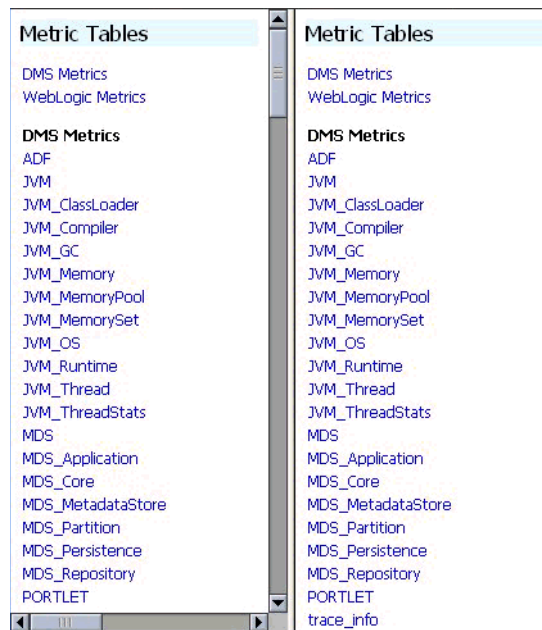 Metric Tables
DMS Metrics
WebLogic Metrics
DMS Metrics
ADF
JVM
JVM_ClassLoader
JVM_Compiler
JVM_GC
JVM_Memory
JVM_MemoryPool
JVM_MemorySet
JVM_OS
JVM_Runtime
JVM_Thread
JVM_ThreadStats
MDS
MDS_Application
MDS_Core
MDS_MetadataStore
MDS_Partition
MDS_Persistence
MDS_Repository
PORTLET
Metric Tables
DMS Metrics
WebLogic Metrics
DMS Metrics
ADF
JVM
JVM_ClassLoader
JVM_Compiler
JVM_GC
JVM_Memory
JVM_MemoryPool
JVM_MemorySet
JVM_OS
JVM_Runtime
JVM_Thread
JVM_ThreadStats
MDS
MDS_Application
MDS_Core
MDS_MetadataStore
MDS_Partition
MDS_Persistence
MDS_Repository
PORTLET
trace_info